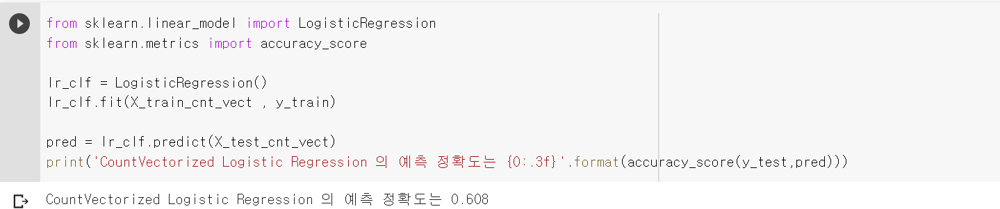 from sklearn.linear_model import LogisticRegression
from sklearn.metrics import accuracy_score
lr_clf = LogisticRegression()
lr_clf.fit(X_train_cnt_vect , y_train)
pred = lr_clf.predict(X_test_cnt_vect)
print('CountVectorized Logistic Regression 의 예측 정확도는 {0:.3f}'.format(accuracy_score(y_test,pred)))
CountVectorized Logistic Regression 의 예측 정확도는 0.608